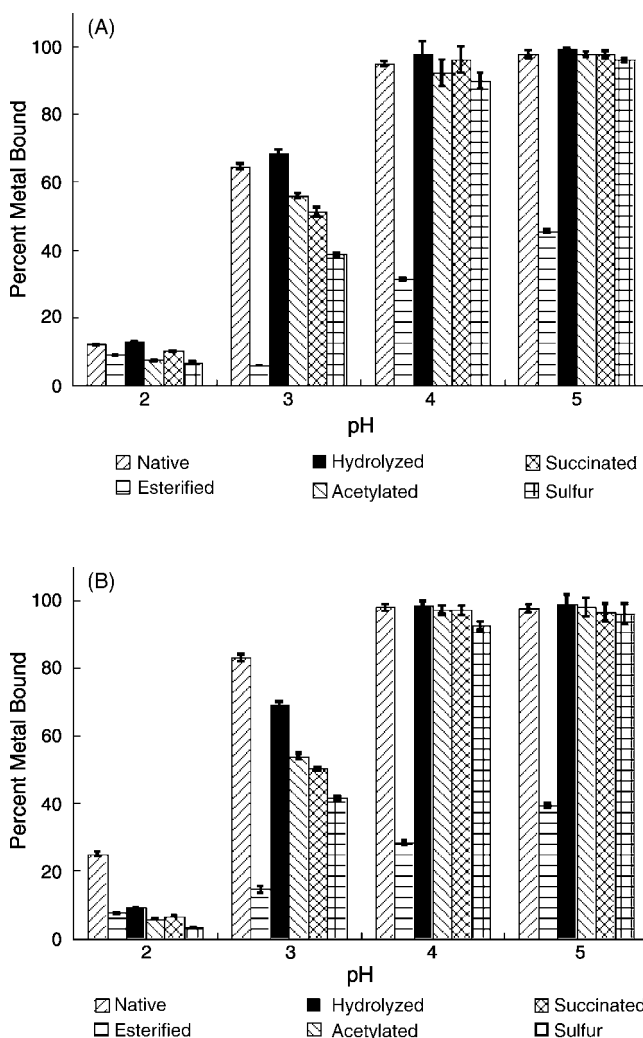 (A)
Percent Metal Bound
100
80
60
40
20
0
2 3 4 5
pH
Native Hydrolyzed Succinated
Esterified Acetylated Sulfur
(B)
Percent Metal Bound
100
80
60
40
20
0
2 3 4 5
pH
Native Hydrolyzed Succinated
Esterified Acetylated Sulfur